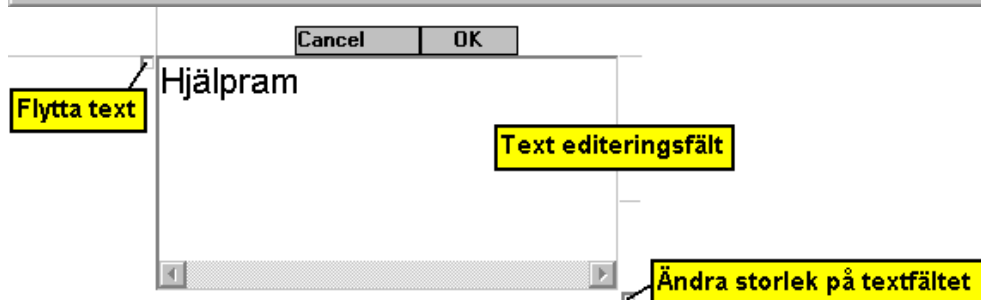 Cancel OK
Hjälpram
Flytta text
Text editeringsfält
Ändra storlek på textfältet